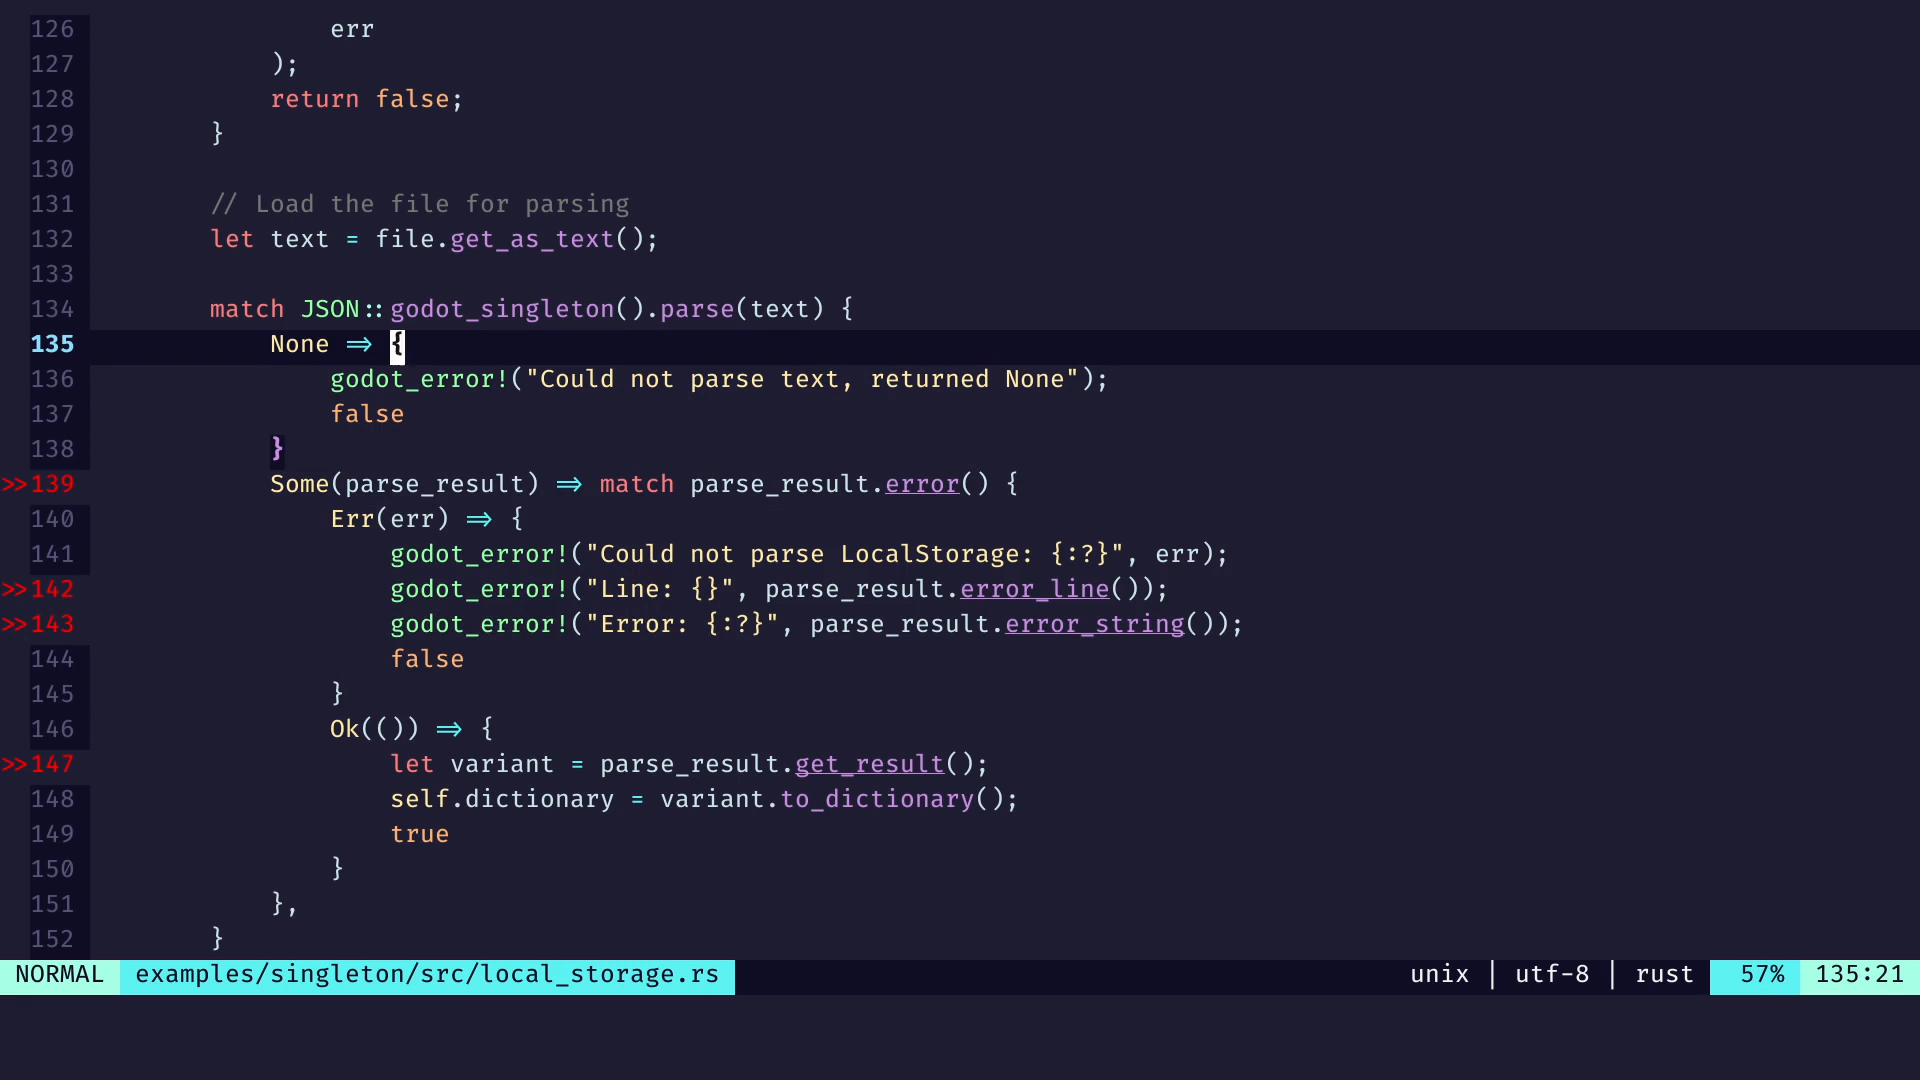 126                 err
127             );
128             return false;
129         }
130
131         // Load the file for parsing
132         let text = file.get_as_text();
133
134         match JSON::godot_singleton().parse(text) {
135             None => {
136                 godot_error!("Could not parse text, returned None");
137                 false
138             }
>>139             Some(parse_result) => match parse_result.error() {
140                 Err(err) => {
141                     godot_error!("Could not parse LocalStorage: {:?}", err);
>>142                     godot_error!("Line: {}", parse_result.error_line());
>>143                     godot_error!("Error: {:?}", parse_result.error_string());
144                     false
145                 }
146                 Ok(()) => {
>>147                     let variant = parse_result.get_result();
148                     self.dictionary = variant.to_dictionary();
149                     true
150                 }
151             },
152         }
NORMAL examples/singleton/src/local_storage.rs unix | utf-8 | rust 57% 135:21